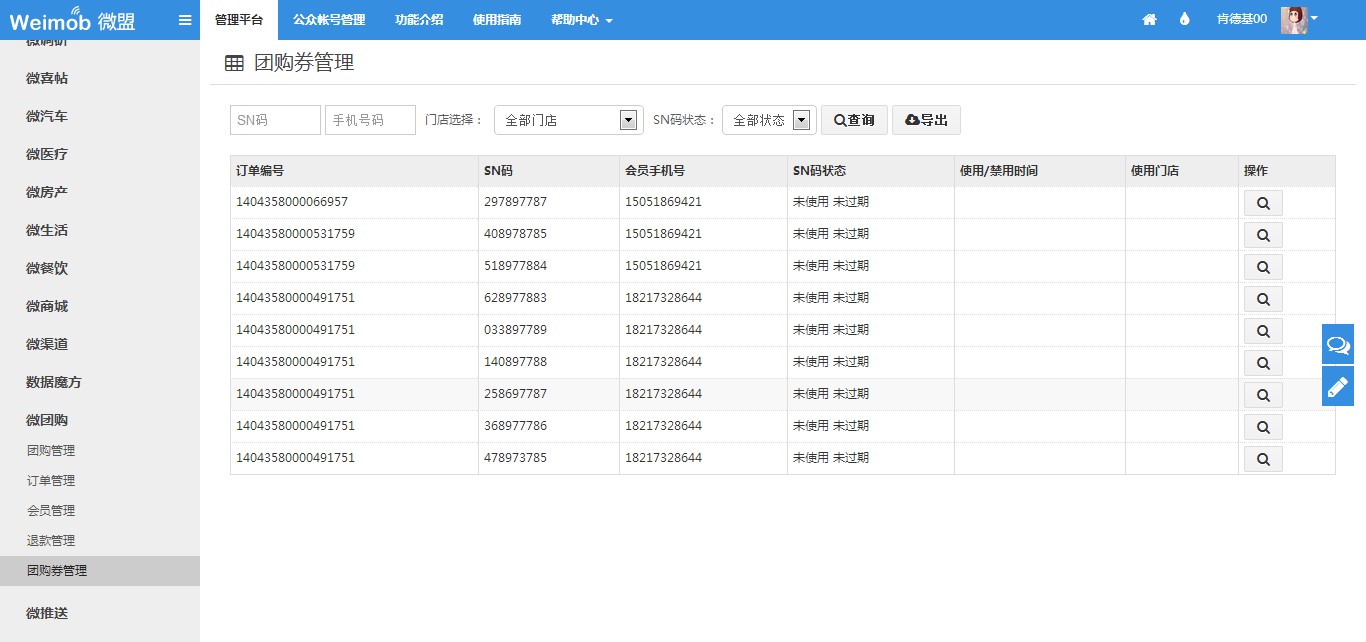 Weimob 微盟
管理平台 公众帐号管理 功能介绍 使用指南 帮助中心 肯德基00
微调研
微喜帖
微汽车
微医疗
微房产
微生活
微餐饮
微商城
微渠道
数据魔方
微团购
团购管理
订单管理
会员管理
退款管理
团购券管理
微推送
团购券管理
SN码 手机号码 门店选择： 全部门店 SN码状态： 全部状态 查询 导出
订单编号 SN码 会员手机号 SN码状态 使用/禁用时间 使用门店 操作
1404358000066957 297897787 15051869421 未使用 未过期
14043580000531759 408978785 15051869421 未使用 未过期
14043580000531759 518977884 15051869421 未使用 未过期
14043580000491751 628977883 18217328644 未使用 未过期
14043580000491751 033897789 18217328644 未使用 未过期
14043580000491751 140897788 18217328644 未使用 未过期
14043580000491751 258697787 18217328644 未使用 未过期
14043580000491751 368977786 18217328644 未使用 未过期
14043580000491751 478973785 18217328644 未使用 未过期